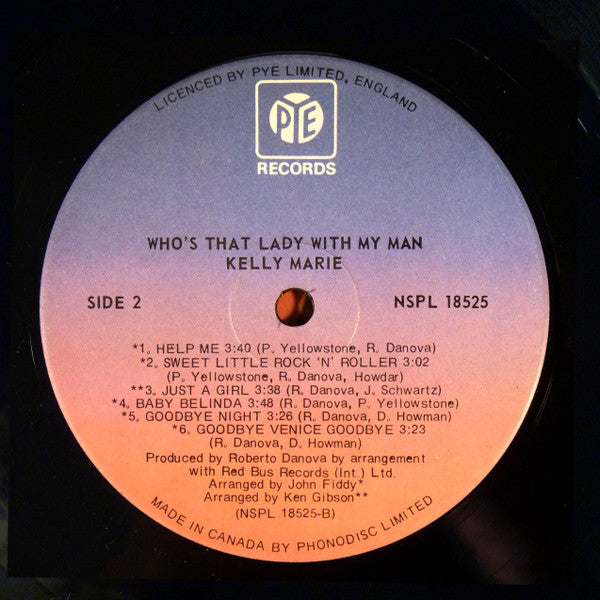 LICENCED BY PYE LIMITED, ENGLAND
PYE
RECORDS
WHO'S THAT LADY WITH MY MAN
KELLY MARIE
SIDE 2
NSPL 18525
*1. HELP ME 3:40 (P. Yellowstone, R. Danova)
*2. SWEET LITTLE ROCK 'N' ROLLER 3:02
(P. Yellowstone, R. Danova, Howdar)
**3. JUST A GIRL 3:38 (R. Danova, J. Schwartz)
*4. BABY BELINDA 3:48 (R. Danova, P. Yellowstone)
*5. GOODBYE NIGHT 3:26 (R. Danova, D. Howman)
*6. GOODBYE VENICE GOODBYE 3:23
(R. Danova, D. Howman)
Produced by Roberto Danova by arrangement
with Red Bus Records (Int.) Ltd.
Arranged by John Fiddy*
Arranged by Ken Gibson**
(NSPL 18525-B)
MADE IN CANADA BY PHONODISC LIMITED